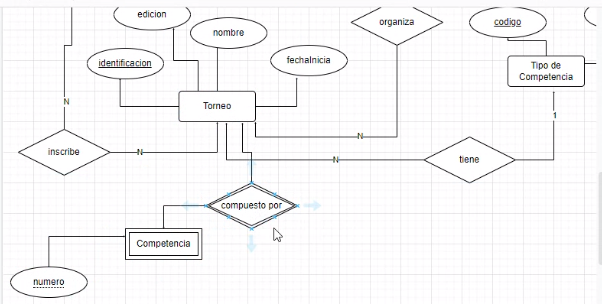 edicion
organiza
codigo
nombre
identificacion
fechaInicia
Tipo de
Competencia
N
Torneo
1
N
inscribe
N
N
tiene
compuesto por
Competencia
numero